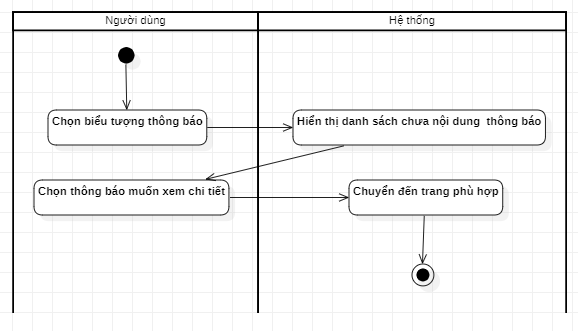 Người dùng
Hệ thống
Chọn biểu tượng thông báo
Hiển thị danh sách chưa nội dung thông báo
Chọn thông báo muốn xem chi tiết
Chuyển đến trang phù hợp